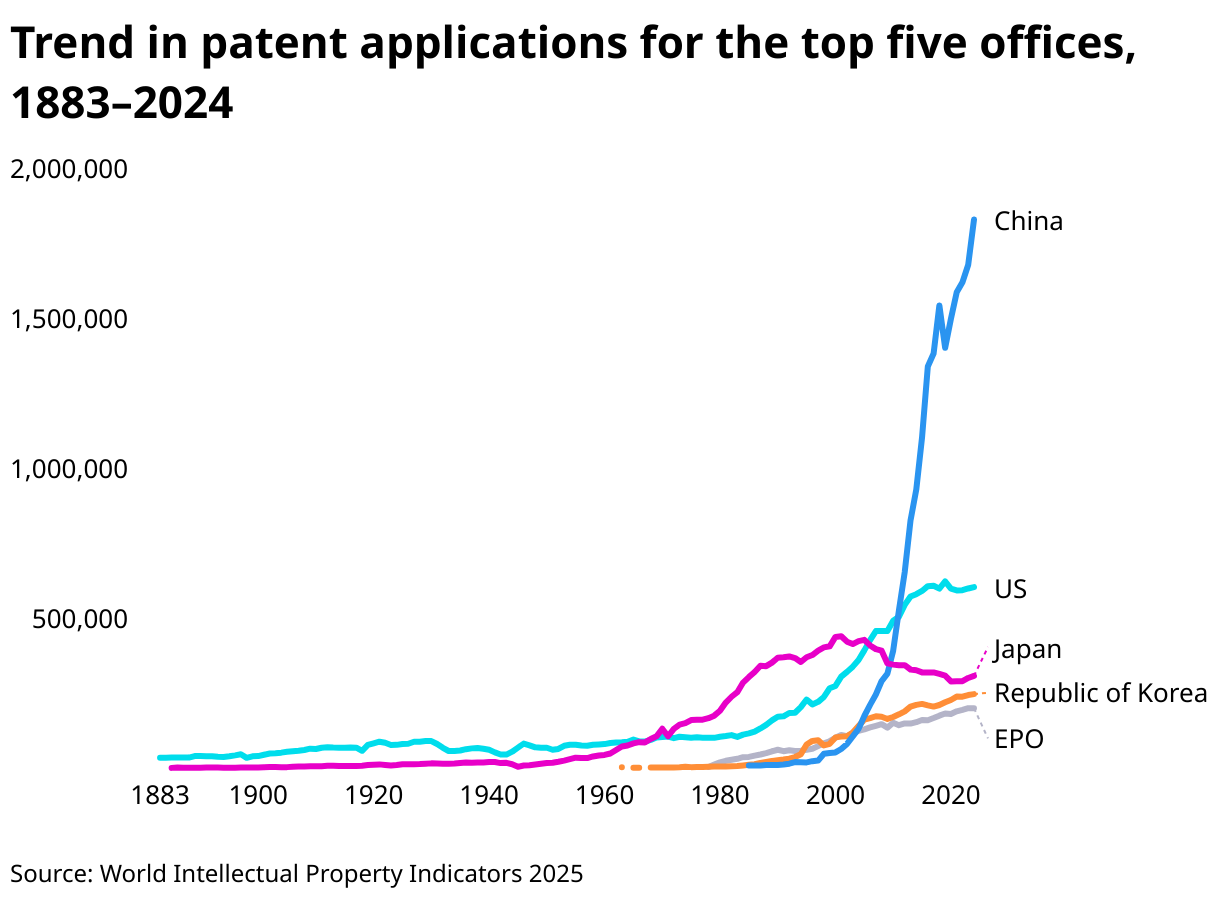 Trend in patent applications for the top five offices,
1883–2024
2,000,000
China
1,500,000
1,000,000
US
500,000
Japan
Republic of Korea
EPO
1883 1900 1920 1940 1960 1980 2000 2020
Source: World Intellectual Property Indicators 2025